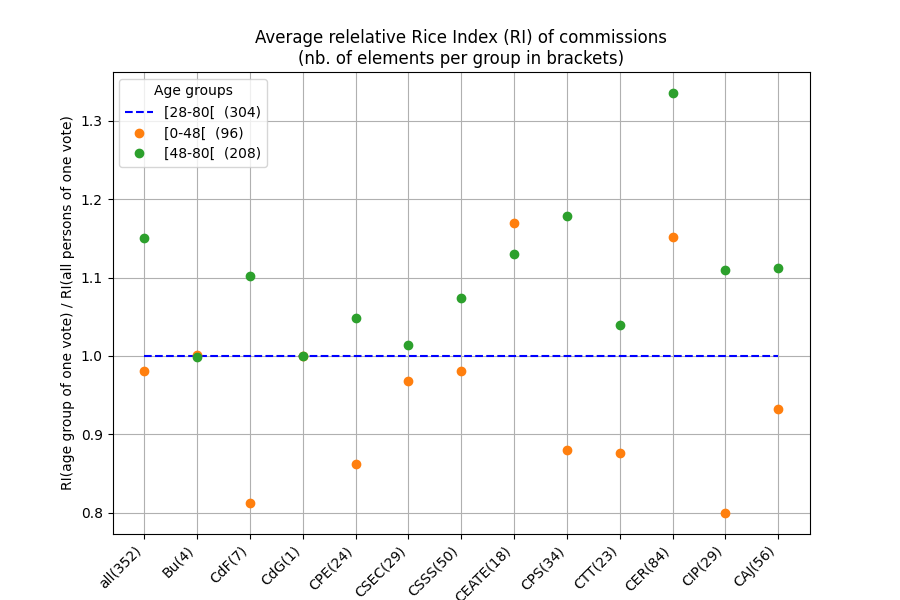 Average relelative Rice Index (RI) of commissions
(nb. of elements per group in brackets)
Age groups
[28-80[ (304)
[0-48[ (96)
[48-80[ (208)
RI(age group of one vote) / RI(all persons of one vote)
1.3
1.2
1.1
1.0
0.9
0.8
all(352)
Bu(4)
CdF(7)
CdG(1)
CPE(24)
CSEC(29)
CSSS(50)
CEATE(18)
CPS(34)
CTT(23)
CER(84)
CIP(29)
CAJ(56)